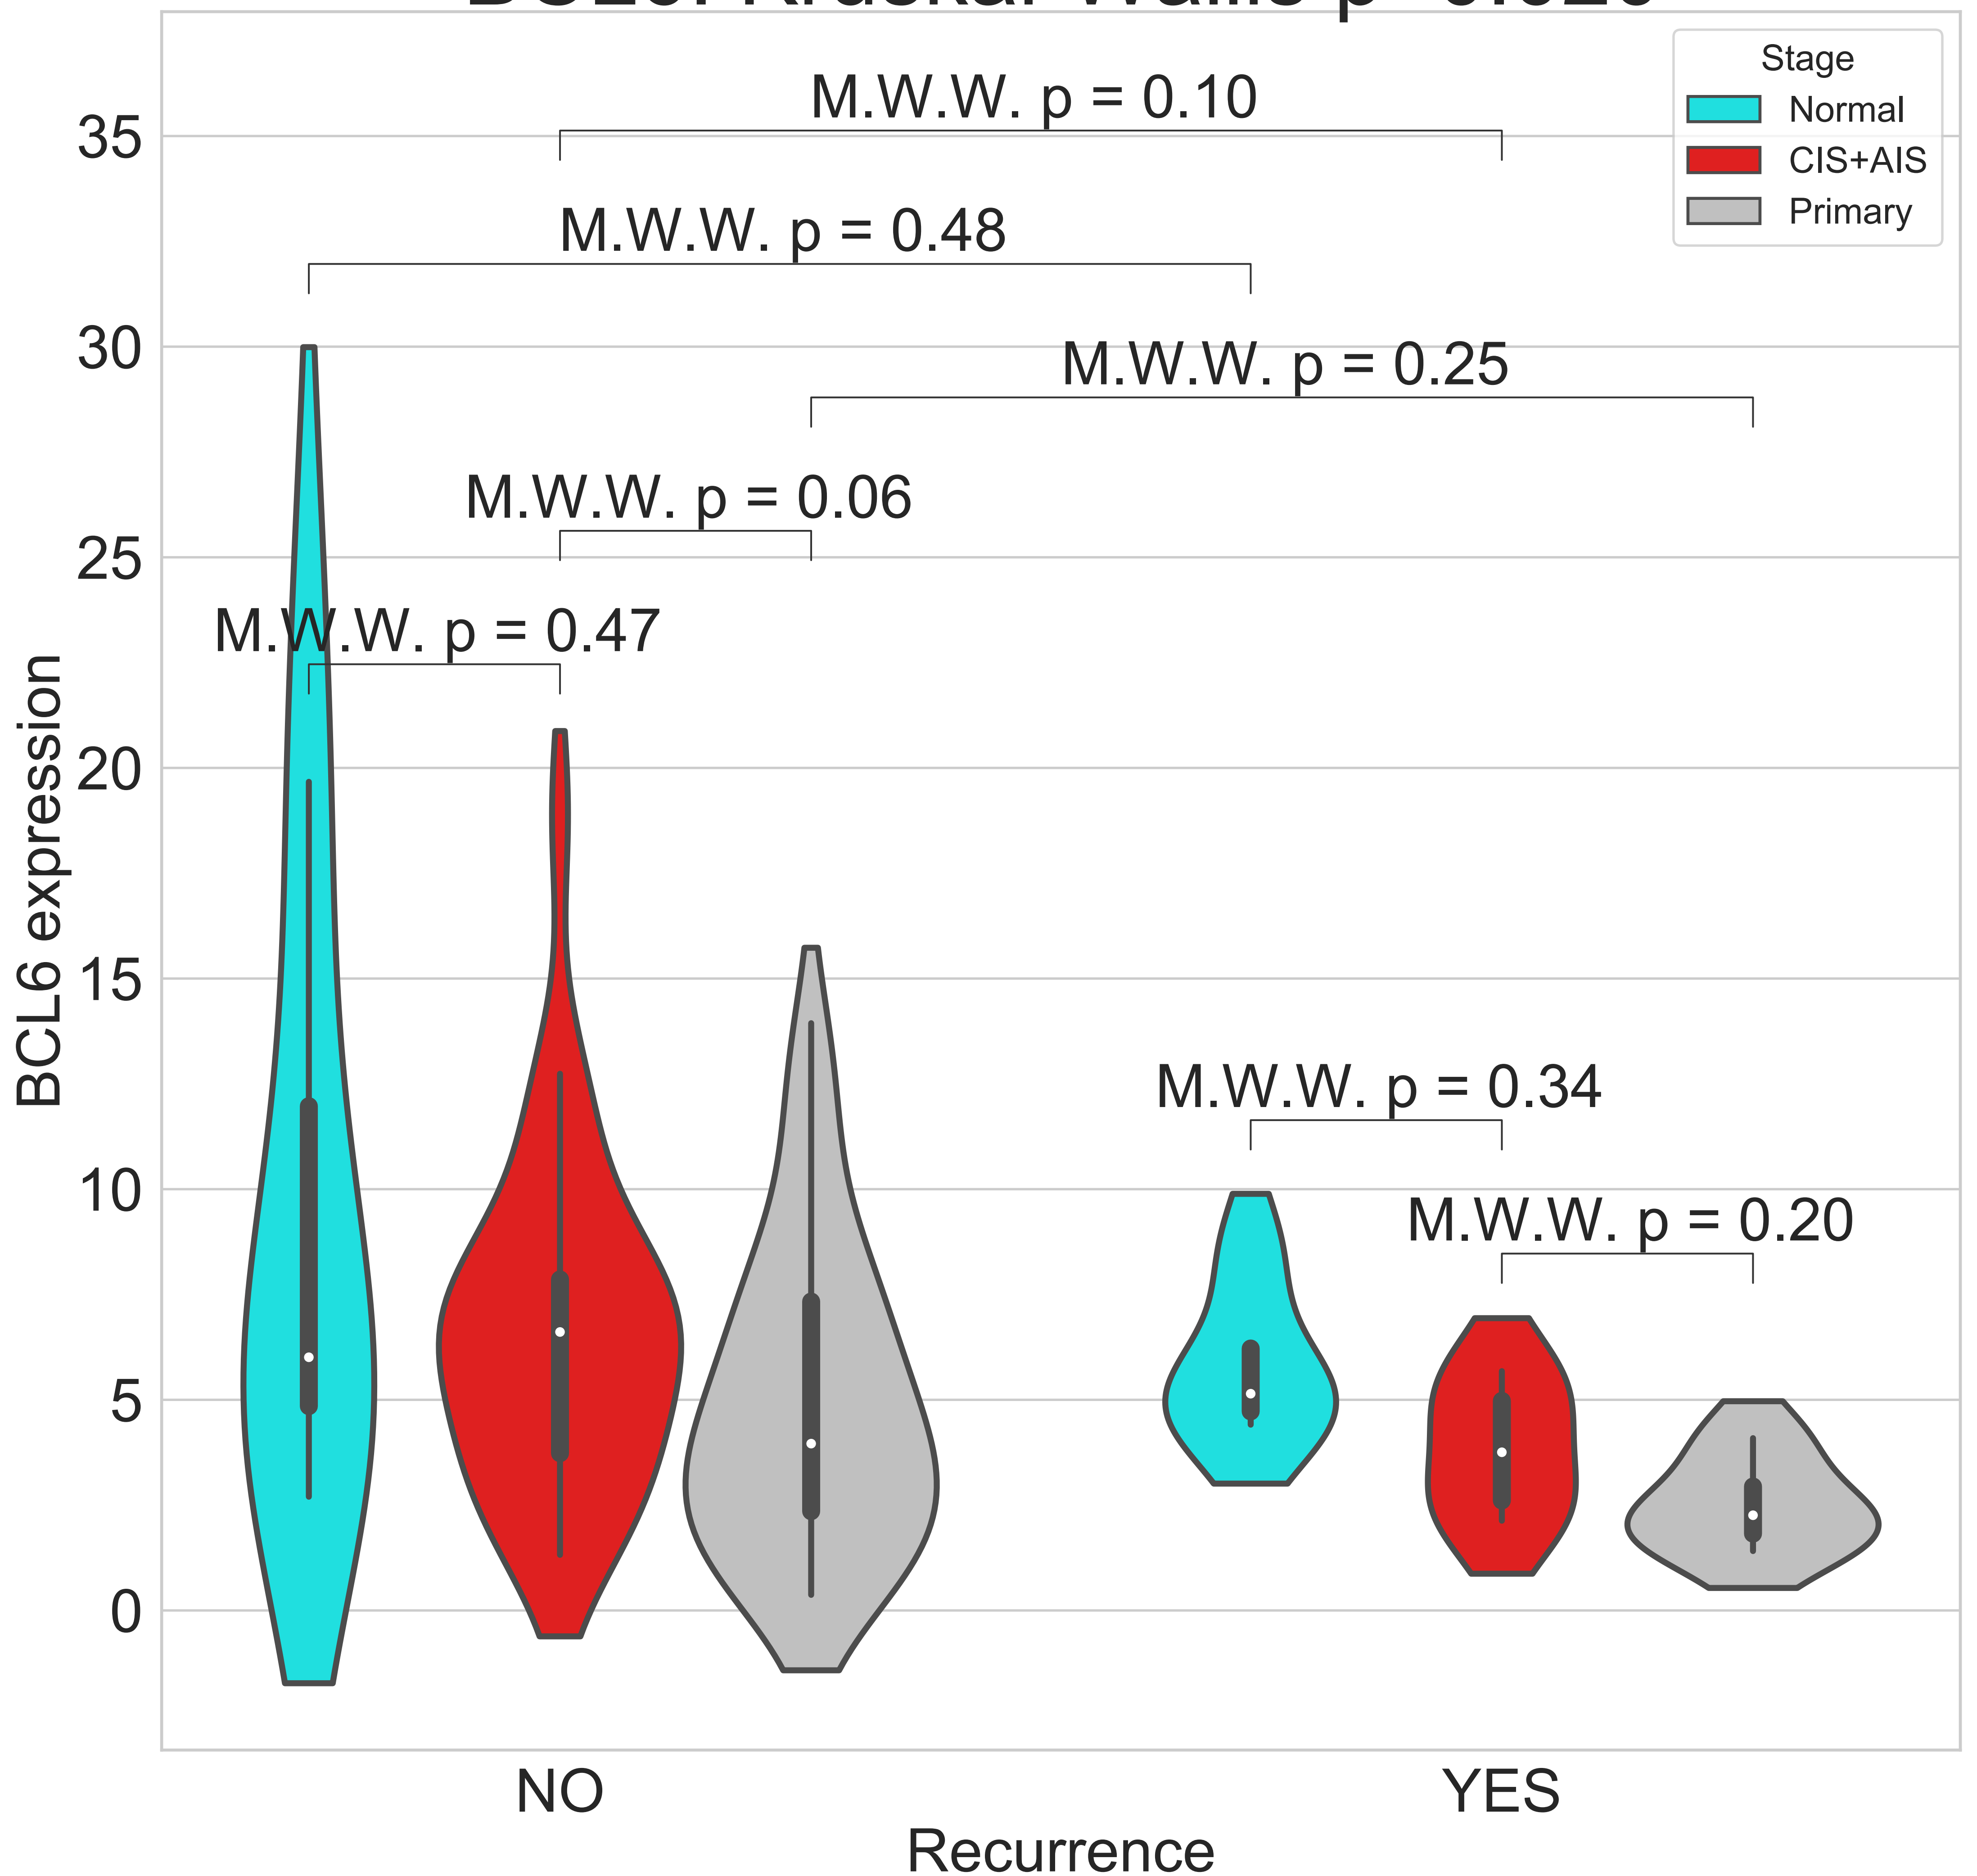 Stage
Normal
CIS+AIS
Primary
M.W.W. p = 0.10
M.W.W. p = 0.48
M.W.W. p = 0.25
M.W.W. p = 0.06
M.W.W. p = 0.47
M.W.W. p = 0.34
M.W.W. p = 0.20
35
30
25
20
15
10
5
0
BCL6 expression
NO
YES
Recurrence